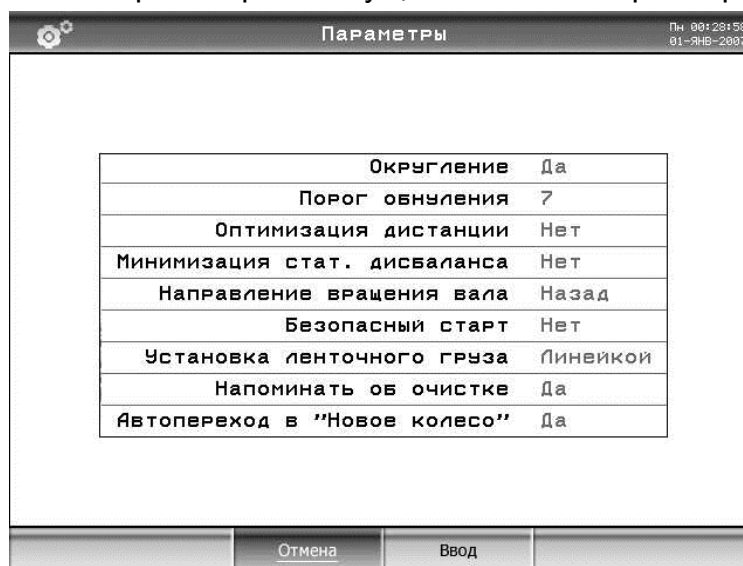 Параметры
Пн 00:28:58
01-ЯНВ-2007
Округление Да
Порог обнуления 7
Оптимизация дистанции Нет
Минимизация стат. дисбаланса Нет
Направление вращения вала Назад
Безопасный старт Нет
Установка ленточного груза Линейкой
Напоминать об очистке Да
Автопереход в "Новое колесо" Да
Отмена Ввод